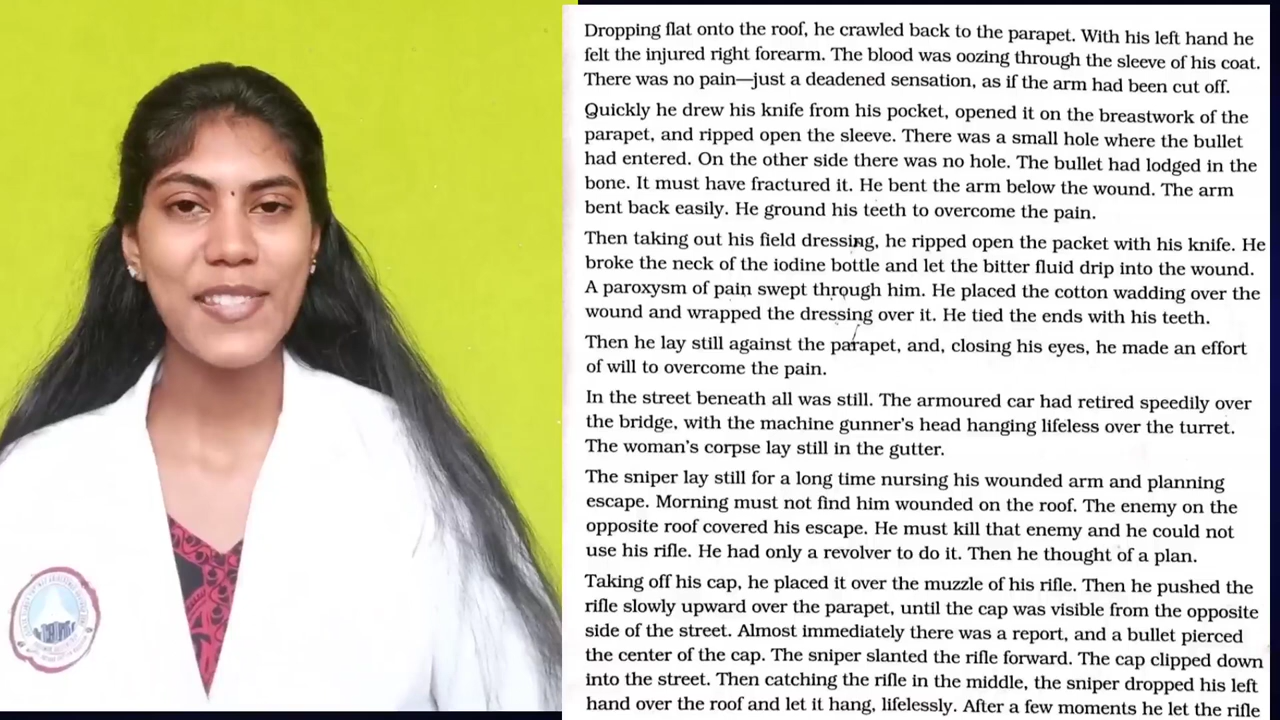 Dropping flat onto the roof, he crawled back to the parapet. With his left hand he
felt the injured right forearm. The blood was oozing through the sleeve of his coat.
There was no pain—just a deadened sensation, as if the arm had been cut off.
Quickly he drew his knife from his pocket, opened it on the breastwork of the
parapet, and ripped open the sleeve. There was a small hole where the bullet
had entered. On the other side there was no hole. The bullet had lodged in the
bone. It must have fractured it. He bent the arm below the wound. The arm
bent back easily. He ground his teeth to overcome the pain.
Then taking out his field dressing, he ripped open the packet with his knife. He
broke the neck of the iodine bottle and let the bitter fluid drip into the wound.
A paroxysm of pain swept through him. He placed the cotton wadding over the
wound and wrapped the dressing over it. He tied the ends with his teeth.
Then he lay still against the parapet, and, closing his eyes, he made an effort
of will to overcome the pain.
In the street beneath all was still. The armoured car had retired speedily over
the bridge, with the machine gunner's head hanging lifeless over the turret.
The woman's corpse lay still in the gutter.
The sniper lay still for a long time nursing his wounded arm and planning
escape. Morning must not find him wounded on the roof. The enemy on the
opposite roof covered his escape. He must kill that enemy and he could not
use his rifle. He had only a revolver to do it. Then he thought of a plan.
Taking off his cap, he placed it over the muzzle of his rifle. Then he pushed the
rifle slowly upward over the parapet, until the cap was visible from the opposite
side of the street. Almost immediately there was a report, and a bullet pierced
the center of the cap. The sniper slanted the rifle forward. The cap clipped down
into the street. Then catching the rifle in the middle, the sniper dropped his left
hand over the roof and let it hang, lifelessly. After a few moments he let the rifle